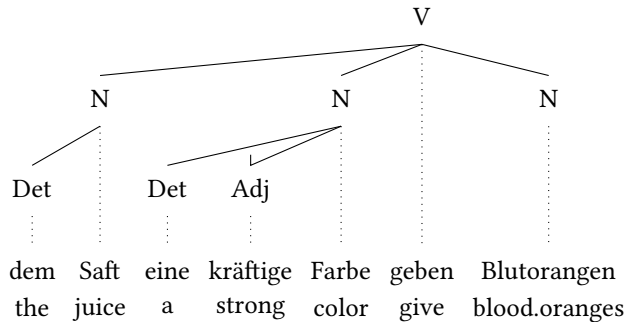 V
N N N
Det Det Adj
dem Saft eine kräftige Farbe geben Blutorangen
the juice a strong color give blood.oranges